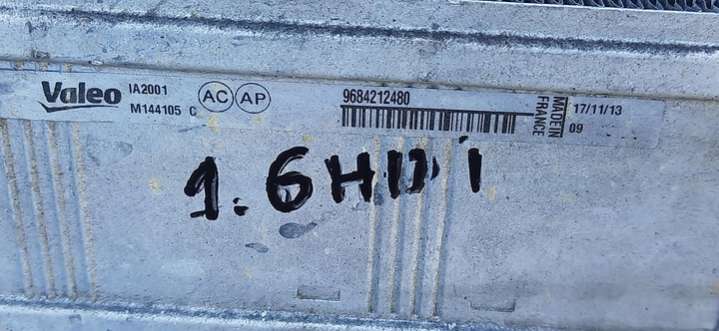 Valeo IA2001 AC AP 9684212480 MADE IN FRANCE 17/11/13
M144105 C 09
1.6HDi